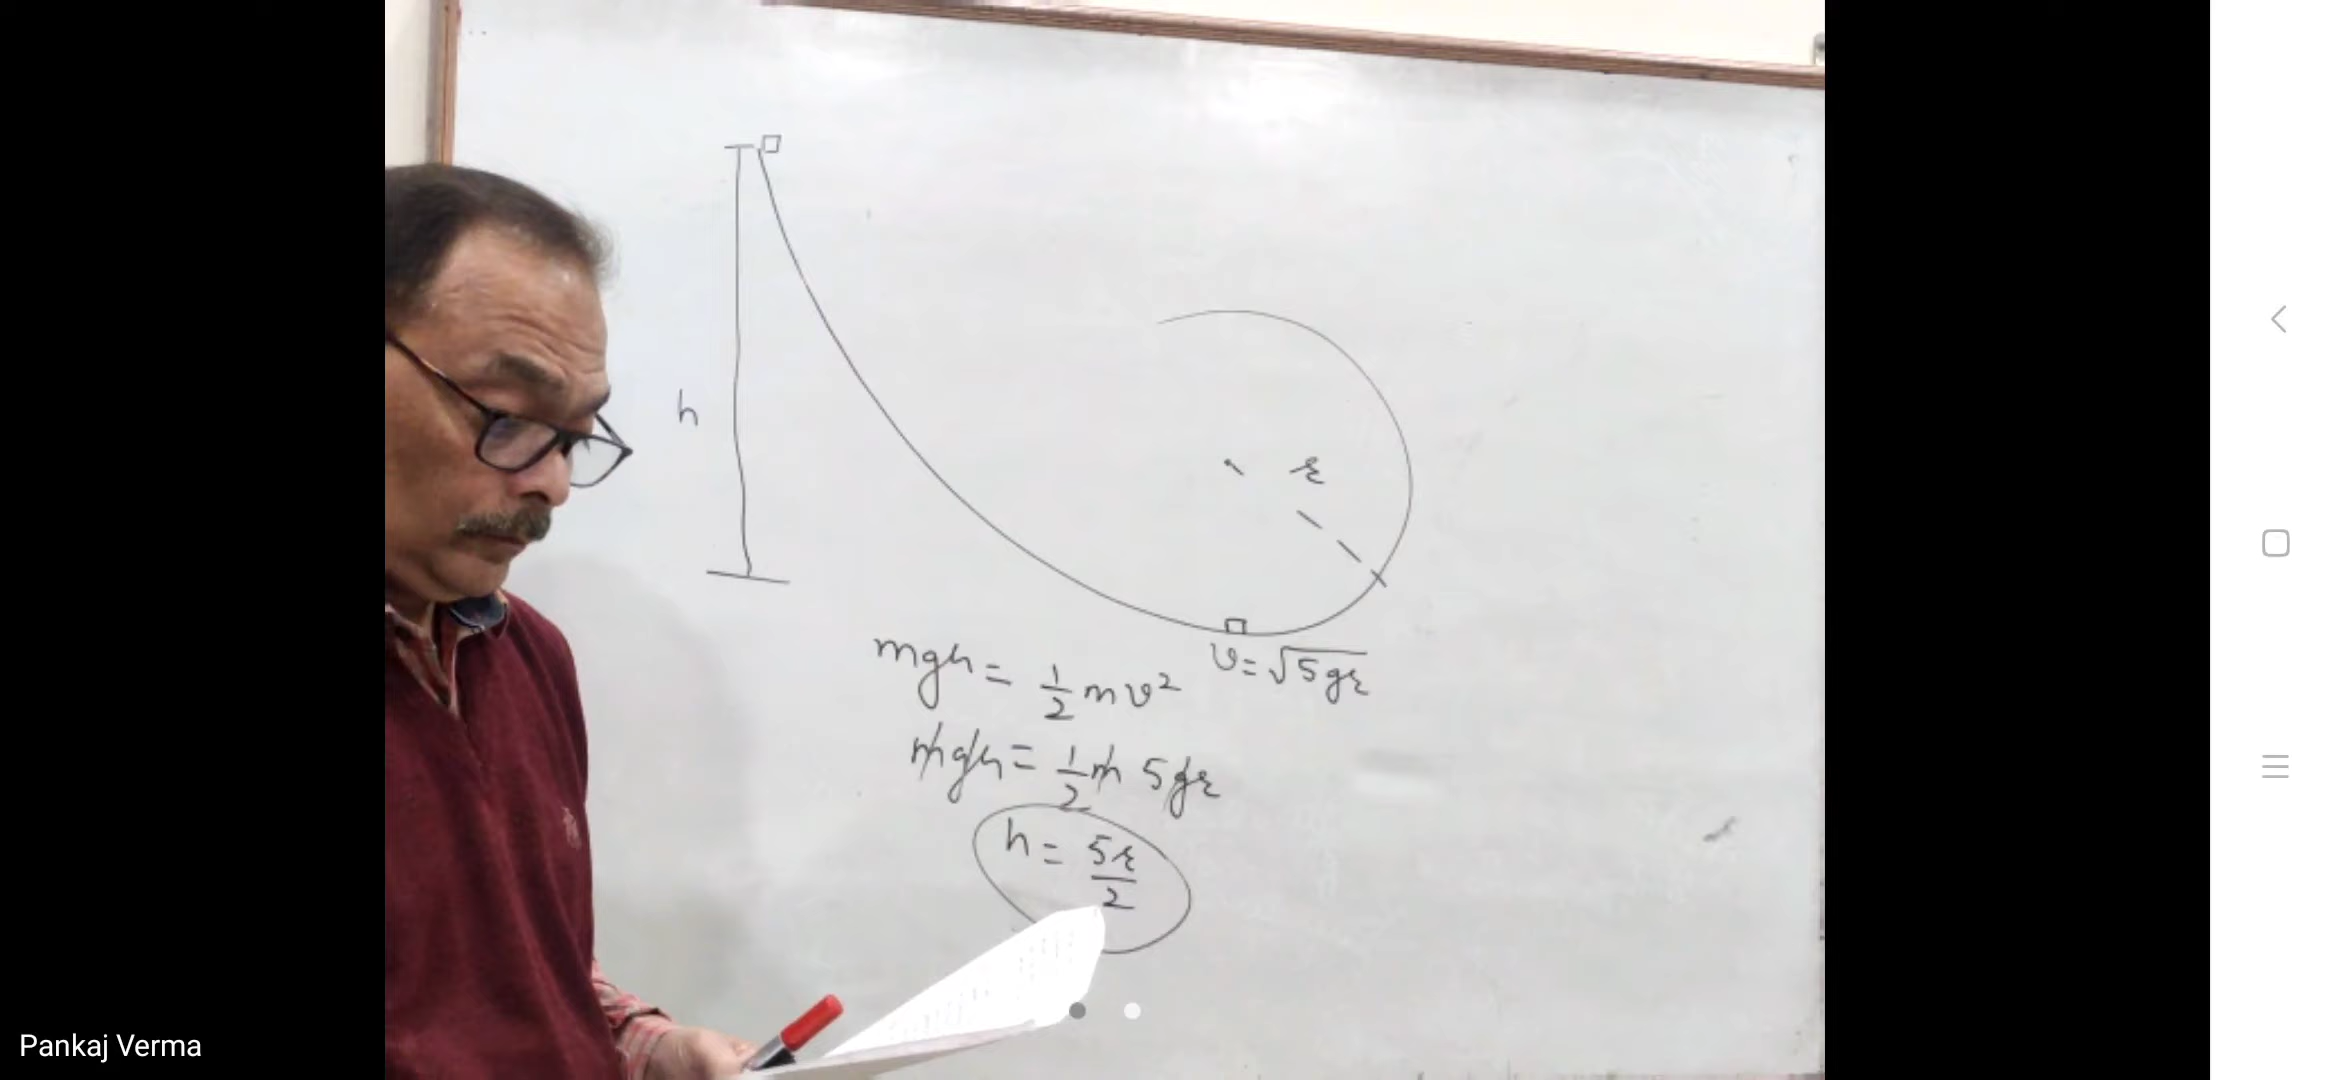 h
r
v = √5gr
mgh = 1/2 mv²
mgh = 1/2 m 5gr
h = 5r/2
Pankaj Verma